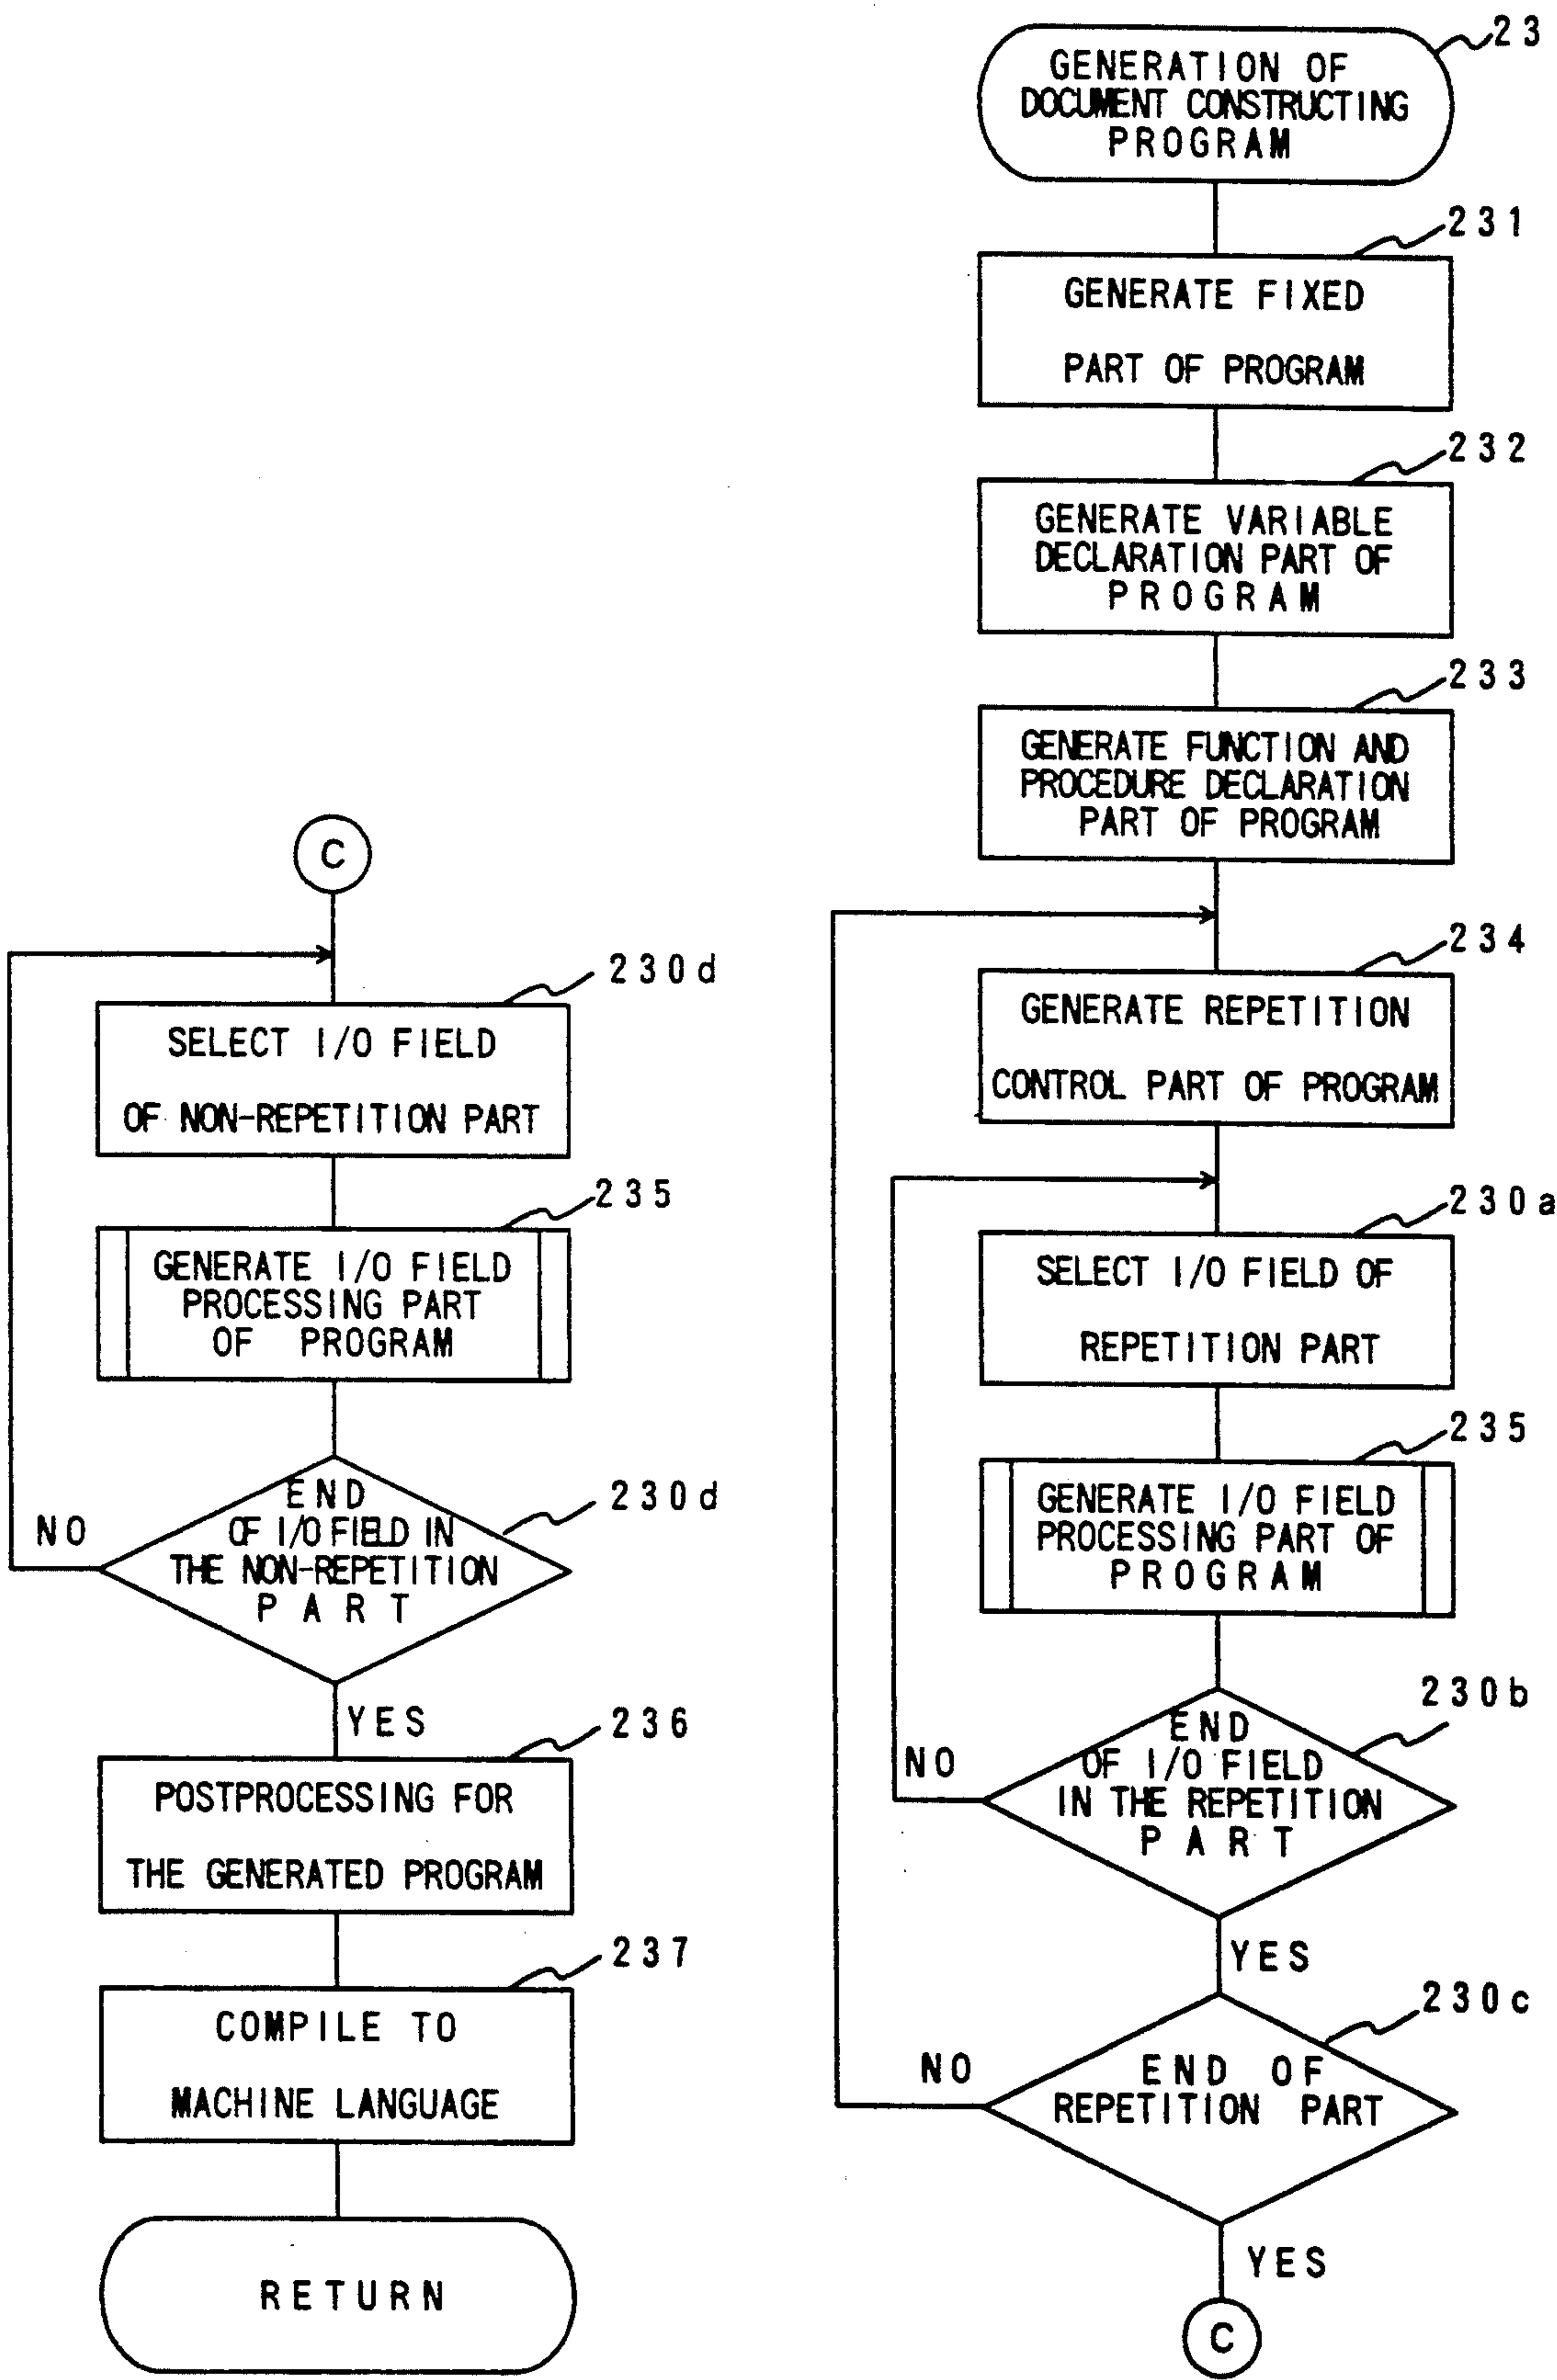 23
GENERATION OF
DOCUMENT CONSTRUCTING
PROGRAM
231
GENERATE FIXED
PART OF PROGRAM
232
GENERATE VARIABLE
DECLARATION PART OF
PROGRAM
233
GENERATE FUNCTION AND
PROCEDURE DECLARATION
PART OF PROGRAM
234
GENERATE REPETITION
CONTROL PART OF PROGRAM
230a
SELECT I/O FIELD OF
REPETITION PART
235
GENERATE I/O FIELD
PROCESSING PART OF
PROGRAM
230b
END
OF I/O FIELD
IN THE REPETITION
PART
NO
YES
230c
END OF
REPETITION PART
NO
YES
C
C
230d
SELECT I/O FIELD
OF NON-REPETITION PART
235
GENERATE I/O FIELD
PROCESSING PART
OF PROGRAM
230d
END
OF I/O FIELD IN
THE NON-REPETITION
PART
NO
YES
236
POSTPROCESSING FOR
THE GENERATED PROGRAM
237
COMPILE TO
MACHINE LANGUAGE
RETURN